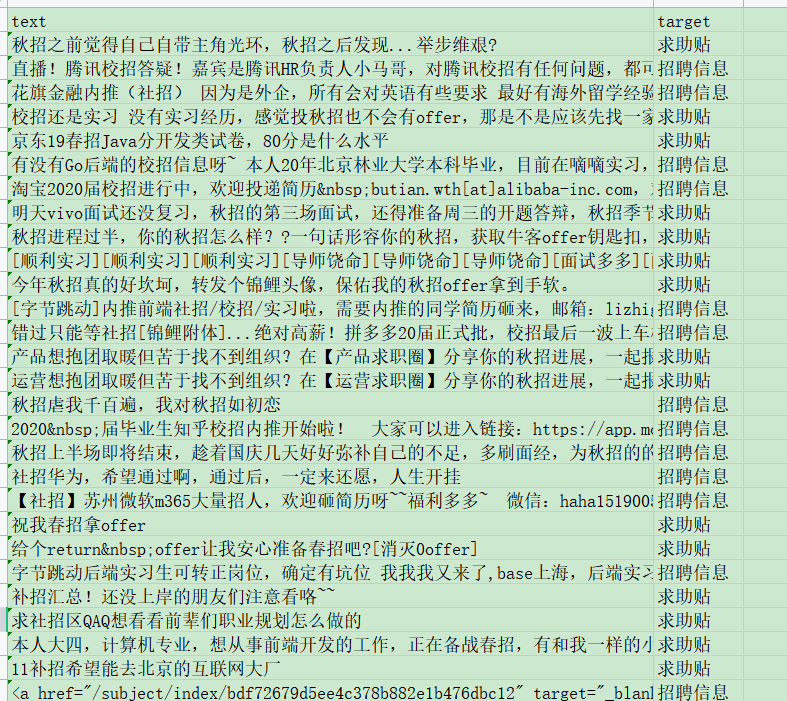 text target
秋招之前觉得自己自带主角光环，秋招之后发现...举步维艰? 求助贴
直播！腾讯校招答疑！嘉宾是腾讯HR负责人小马哥，对腾讯校招有任何问题，都可 招聘信息
花旗金融内推（社招） 因为是外企，所有会对英语有些要求 最好有海外留学经验 招聘信息
校招还是实习 没有实习经历，感觉投秋招也不会有offer，那是不是应该先找一家 求助贴
京东19春招Java分开发类试卷，80分是什么水平 求助贴
有没有Go后端的校招信息呀~ 本人20年北京林业大学本科毕业，目前在嘀嘀实习， 招聘信息
淘宝2020届校招进行中，欢迎投递简历&nbsp;butian.wth[at]alibaba-inc.com， 招聘信息
明天vivo面试还没复习，秋招的第三场面试，还得准备周三的开题答辩，秋招季节 求助贴
秋招进程过半，你的秋招怎么样？?一句话形容你的秋招，获取牛客offer钥匙扣， 求助贴
[顺利实习][顺利实习][顺利实习][导师饶命][导师饶命][导师饶命][面试多多][ 求助贴
今年秋招真的好坎坷，转发个锦鲤头像，保佑我的秋招offer拿到手软。 求助贴
[字节跳动]内推前端社招/校招/实习啦，需要内推的同学简历砸来，邮箱：lizhi 招聘信息
错过只能等社招[锦鲤附体]...绝对高薪！拼多多20届正式批，校招最后一波上车 招聘信息
产品想抱团取暖但苦于找不到组织？在【产品求职圈】分享你的秋招进展，一起报 求助贴
运营想抱团取暖但苦于找不到组织？在【运营求职圈】分享你的秋招进展，一起报 求助贴
秋招虐我千百遍，我对秋招如初恋 招聘信息
2020&nbsp;届毕业生知乎校招内推开始啦！ 大家可以进入链接：https://app.mo 招聘信息
秋招上半场即将结束，趁着国庆几天好好弥补自己的不足，多刷面经，为秋招的的 招聘信息
社招华为，希望通过啊，通过后，一定来还愿，人生开挂 招聘信息
【社招】苏州微软m365大量招人，欢迎砸简历呀~~福利多多~ 微信：haha1519005 招聘信息
祝我春招拿offer 求助贴
给个return&nbsp;offer让我安心准备春招吧?[消灭0offer] 求助贴
字节跳动后端实习生可转正岗位，确定有坑位 我我我又来了,base上海，后端实习 招聘信息
补招汇总！还没上岸的朋友们注意看咯~~ 求助贴
求社招区QAQ想看看前辈们职业规划怎么做的 求助贴
本人大四，计算机专业，想从事前端开发的工作，正在备战春招，有和我一样的小 求助贴
11补招希望能去北京的互联网大厂 求助贴
<a href="/subject/index/bdf72679d5ee4c378b882e1b476dbc12" target="_blan 招聘信息